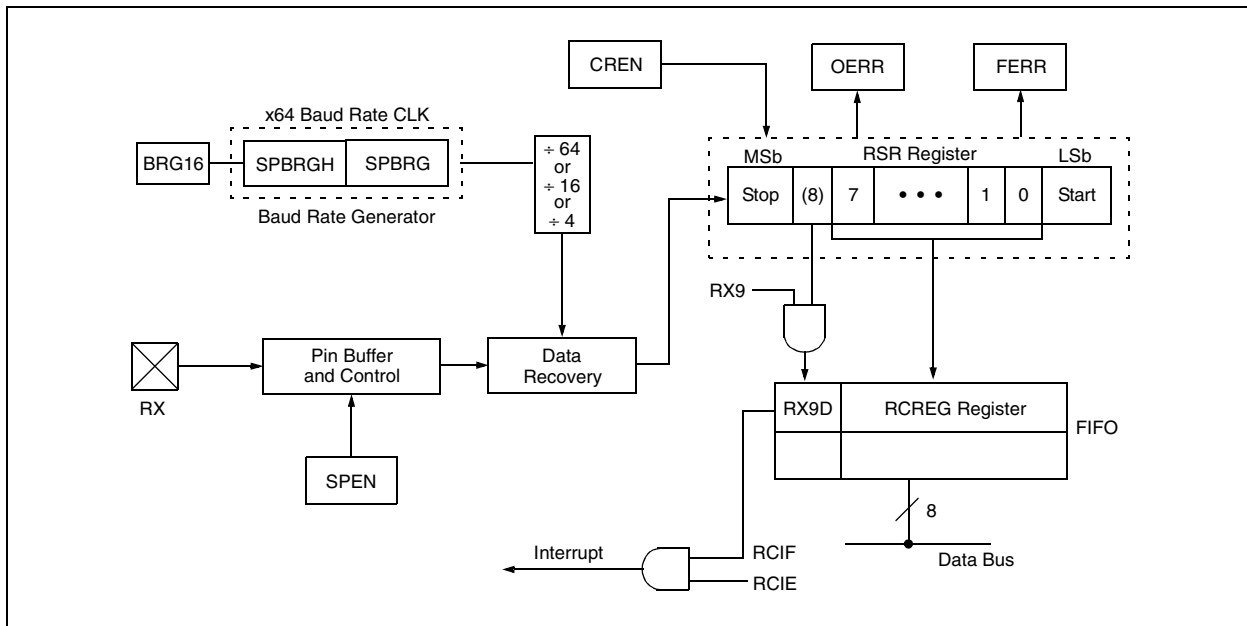 CREN
OERR
FERR
x64 Baud Rate CLK
BRG16
SPBRGH
SPBRG
Baud Rate Generator
÷ 64
or
÷ 16
or
÷ 4
MSb
RSR Register
LSb
Stop
(8)
7
• • •
1
0
Start
RX9
RX
Pin Buffer
and Control
Data
Recovery
SPEN
RX9D
RCREG Register
FIFO
8
Data Bus
Interrupt
RCIF
RCIE